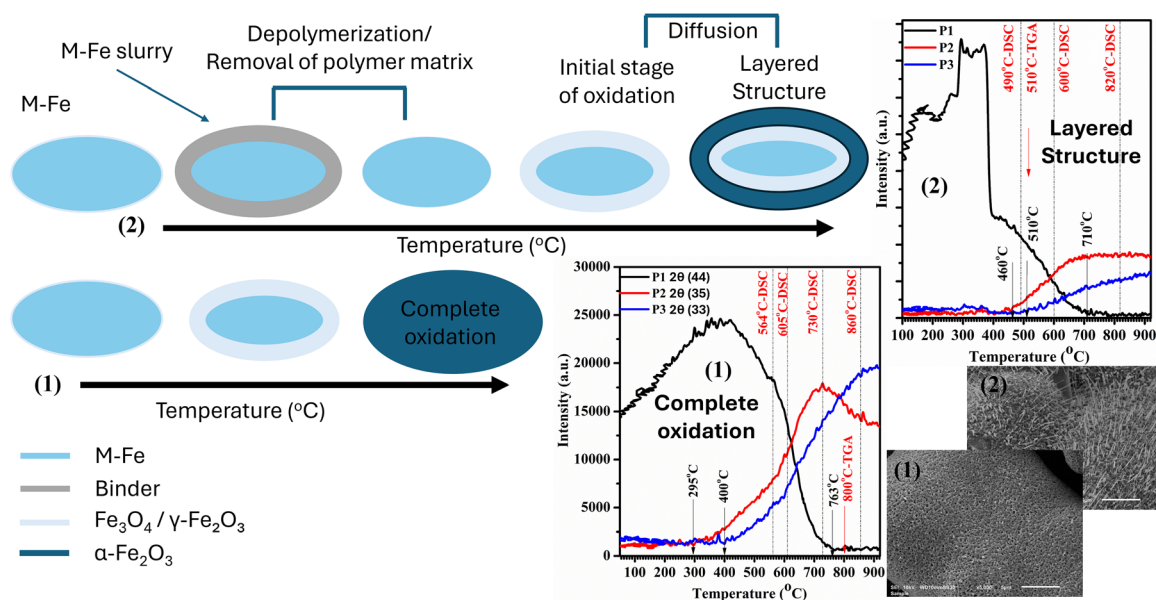 M-Fe slurry
Depolymerization/
Removal of polymer matrix
Diffusion
Initial stage
of oxidation
Layered
Structure
M-Fe
(2)
Temperature (°C)
Complete
oxidation
(1)
Temperature (°C)
M-Fe
Binder
Fe₃O₄ / γ-Fe₂O₃
α-Fe₂O₃
P1
P2
P3
490°C-DSC
510°C-TGA
600°C-DSC
820°C-DSC
Layered
Structure
(2)
Intensity (a.u.)
460°C
510°C
710°C
100 200 300 400 500 600 700 800 900
Temperature (°C)
30000
25000
20000
15000
10000
5000
0
P1 2θ (44)
P2 2θ (35)
P3 2θ (33)
564°C-DSC
605°C-DSC
730°C-DSC
860°C-DSC
(1)
Complete
oxidation
Intensity (a.u.)
295°C
400°C
763°C
800°C-TGA
100 200 300 400 500 600 700 800 900
Temperature (°C)
(2)
(1)
Sample